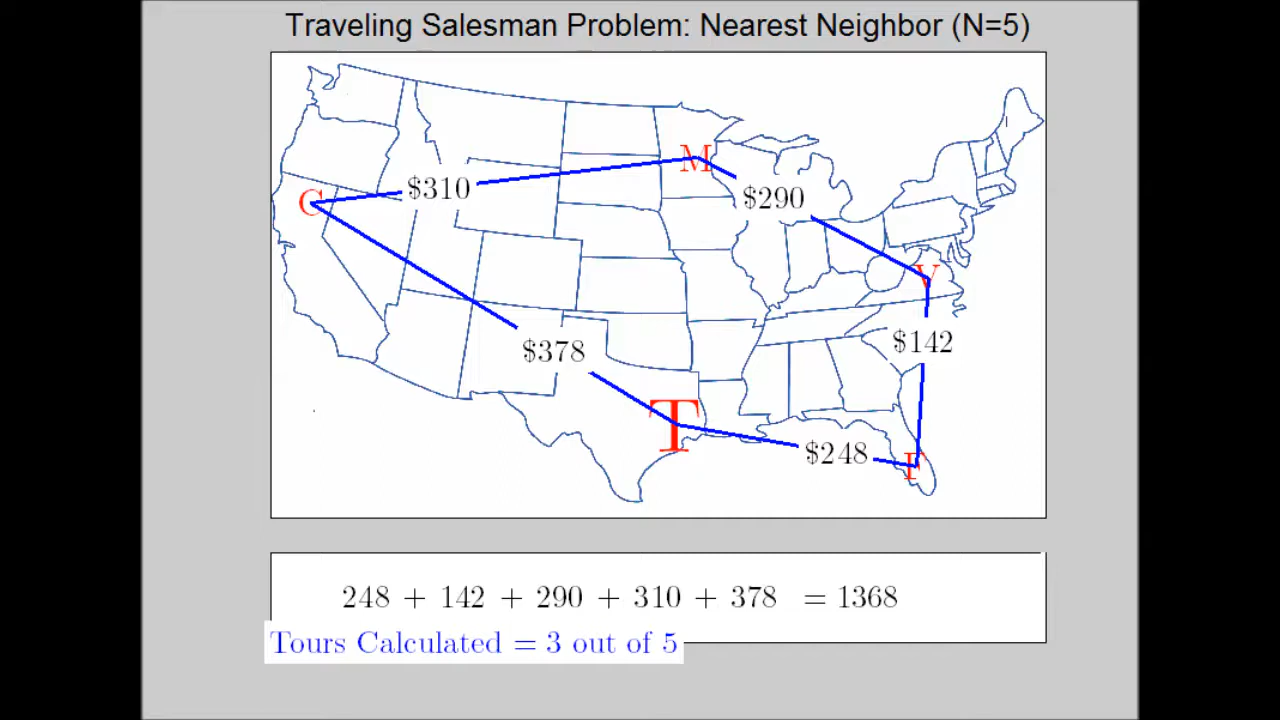 Traveling Salesman Problem: Nearest Neighbor (N=5)
M
C $310 $290
V
$142
$378
T
$248 F
248 + 142 + 290 + 310 + 378 = 1368
Tours Calculated = 3 out of 5